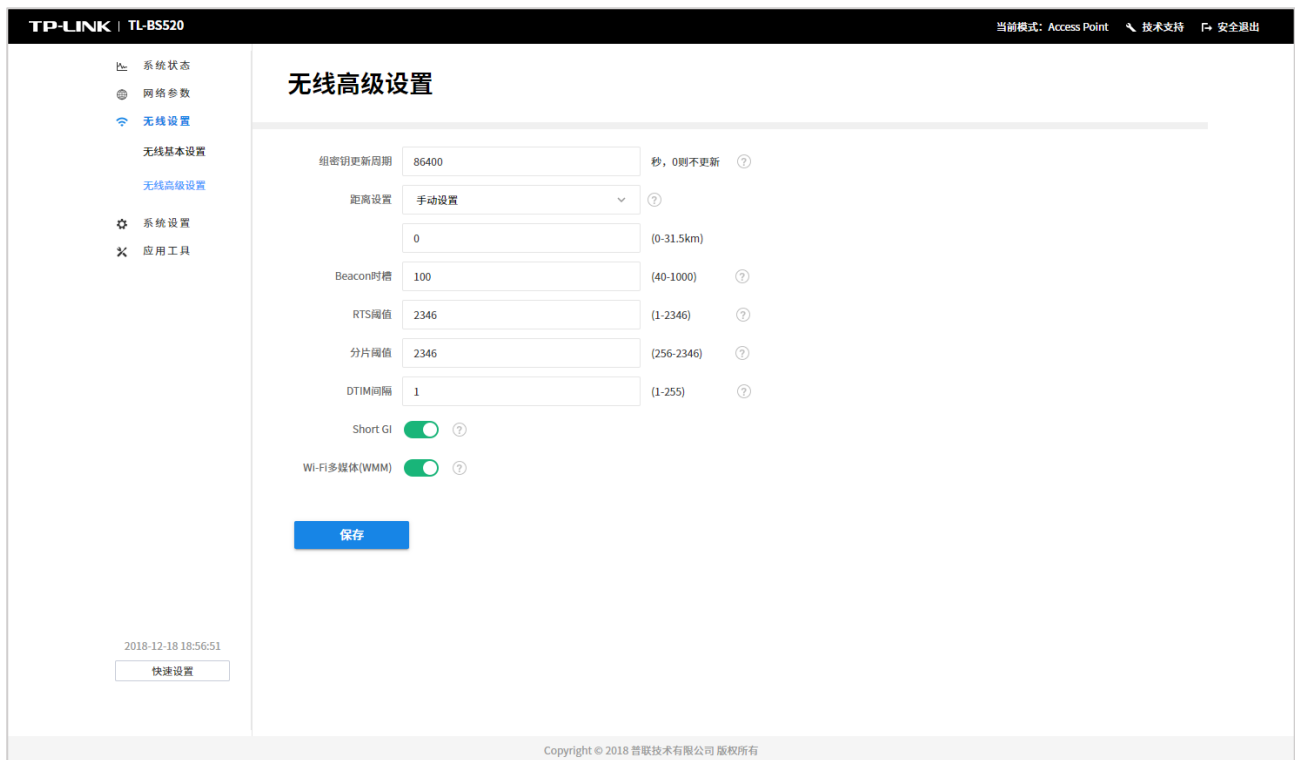 TP-LINK | TL-BS520
当前模式：Access Point 技术支持 安全退出
系统状态
网络参数
无线设置
无线基本设置
无线高级设置
系统设置
应用工具
2018-12-18 18:56:51
快速设置
无线高级设置
组密钥更新周期 86400 秒，0则不更新 ?
距离设置 手动设置 ?
0 (0-31.5km)
Beacon时槽 100 (40-1000) ?
RTS阈值 2346 (1-2346) ?
分片阈值 2346 (256-2346) ?
DTIM间隔 1 (1-255) ?
Short GI ?
Wi-Fi多媒体(WMM) ?
保存
Copyright © 2018 普联技术有限公司 版权所有